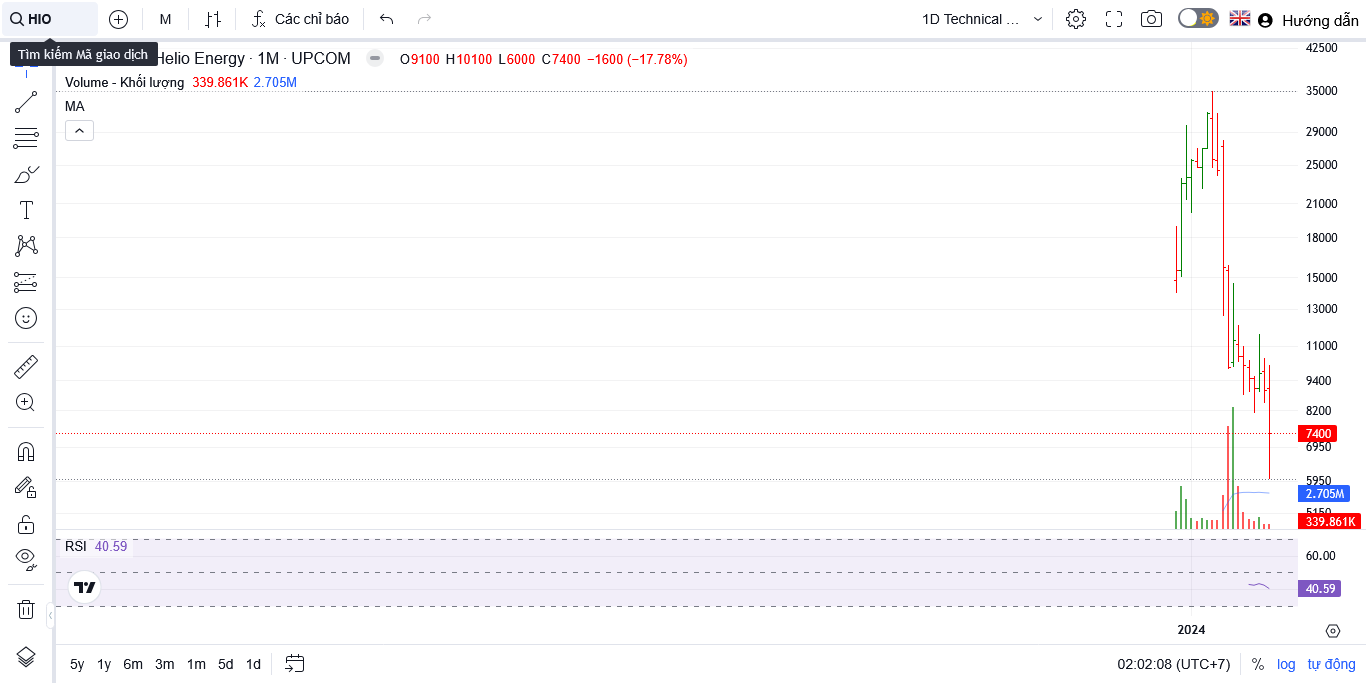 HIO
M
Các chỉ báo
1D Technical ...
Hướng dẫn
Tìm kiếm Mã giao dịch
Helio Energy · 1M · UPCOM
O9100 H10100 L6000 C7400 −1600 (−17.78%)
Volume - Khối lượng 339.861K 2.705M
MA
42500
35000
29000
25000
21000
18000
15000
13000
11000
9400
8200
7400
6950
5950
2.705M
5150
339.861K
RSI 40.59
60.00
40.59
2024
5y 1y 6m 3m 1m 5d 1d
02:02:08 (UTC+7) % log tự động